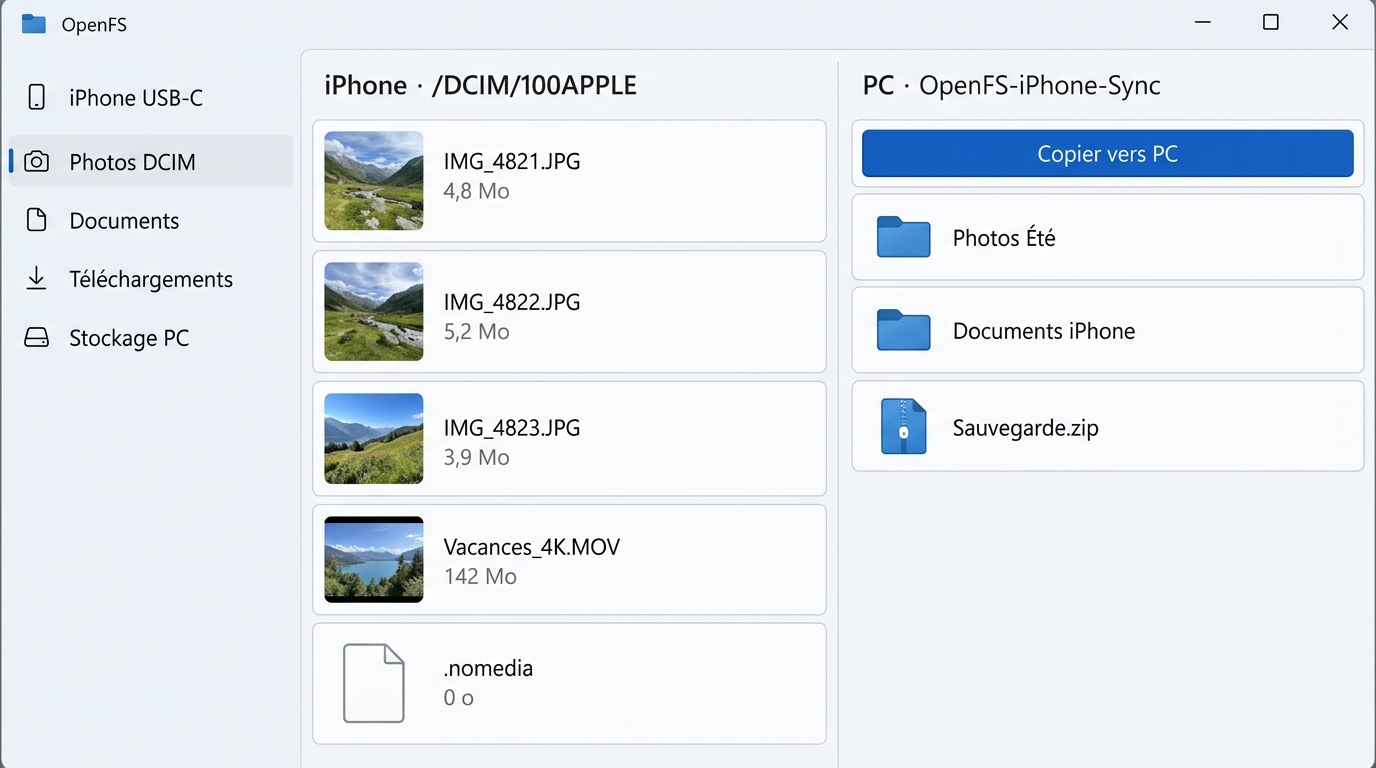 OpenFS
iPhone USB-C
Photos DCIM
Documents
Téléchargements
Stockage PC
iPhone · /DCIM/100APPLE
IMG_4821.JPG
4,8 Mo
IMG_4822.JPG
5,2 Mo
IMG_4823.JPG
3,9 Mo
Vacances_4K.MOV
142 Mo
.nomedia
0 o
PC · OpenFS-iPhone-Sync
Copier vers PC
Photos Été
Documents iPhone
Sauvegarde.zip